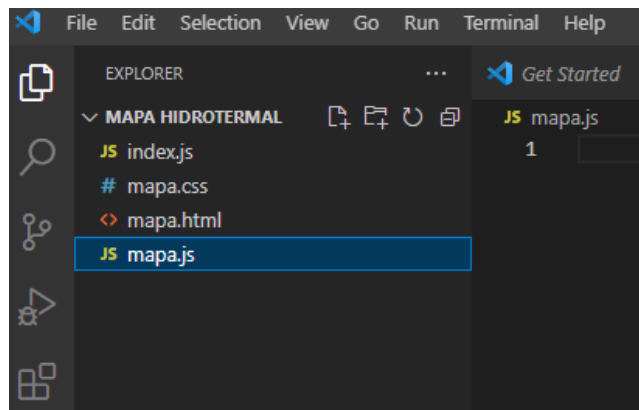 File Edit Selection View Go Run Terminal Help
EXPLORER ...
Get Started
MAPA HIDROTERMAL
JS mapa.js
1
JS index.js
# mapa.css
<> mapa.html
JS mapa.js